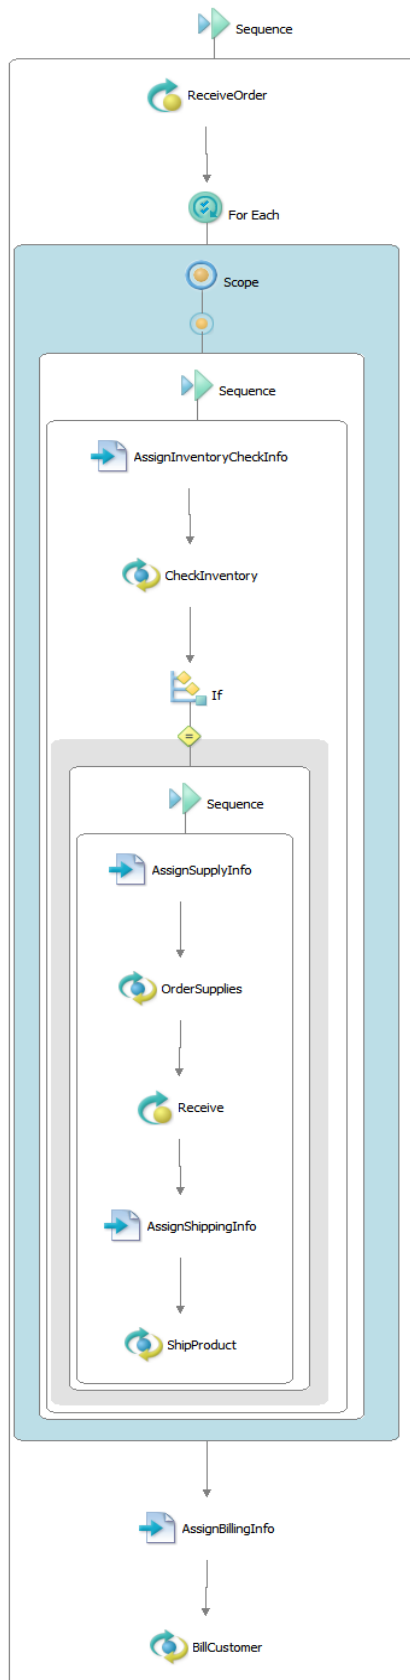 Sequence
ReceiveOrder
For Each
Scope
Sequence
AssignInventoryCheckInfo
CheckInventory
If
=
Sequence
AssignSupplyInfo
OrderSupplies
Receive
AssignShippingInfo
ShipProduct
AssignBillingInfo
BillCustomer